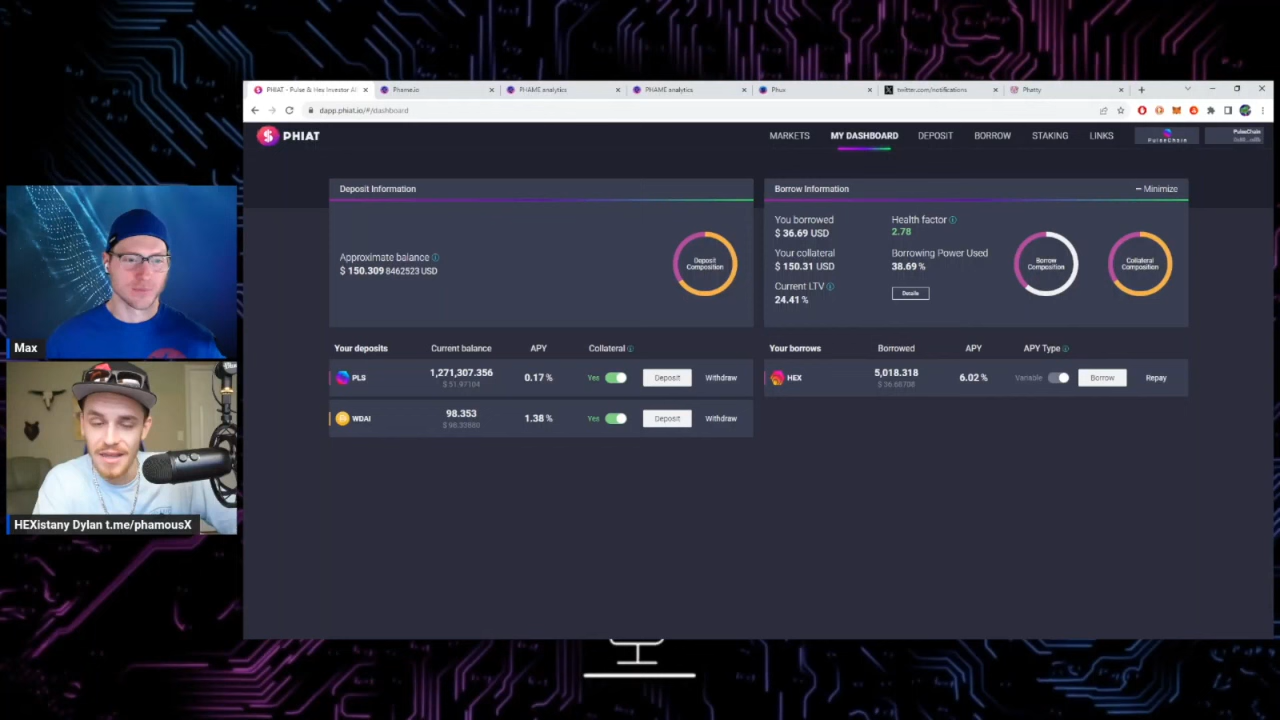 PHIAT - Pulse & Hex Investor Al
Phame.io
PHAME analytics
PHAME analytics
Phux
twitter.com/notifications
Phatty
dapp.phiat.io/#/dashboard
PHIAT
MARKETS
MY DASHBOARD
DEPOSIT
BORROW
STAKING
LINKS
PulseChain
PulseChain
Deposit Information
Approximate balance
$ 150.3098462523 USD
Deposit
Composition
Borrow Information
Minimize
You borrowed
$ 36.69 USD
Your collateral
$ 150.31 USD
Current LTV
24.41 %
Health factor
2.78
Borrowing Power Used
38.69 %
Details
Borrow
Composition
Collateral
Composition
Your deposits Current balance APY Collateral
PLS 1,271,307.356 0.17 % Yes Deposit Withdraw
$ 51.97104
WDAI 98.353 1.38 % Yes Deposit Withdraw
Your borrows Borrowed APY APY Type
HEX 5,018.318 6.02 % Variable Borrow Repay
Max
HEXistany Dylan t.me/phamousX